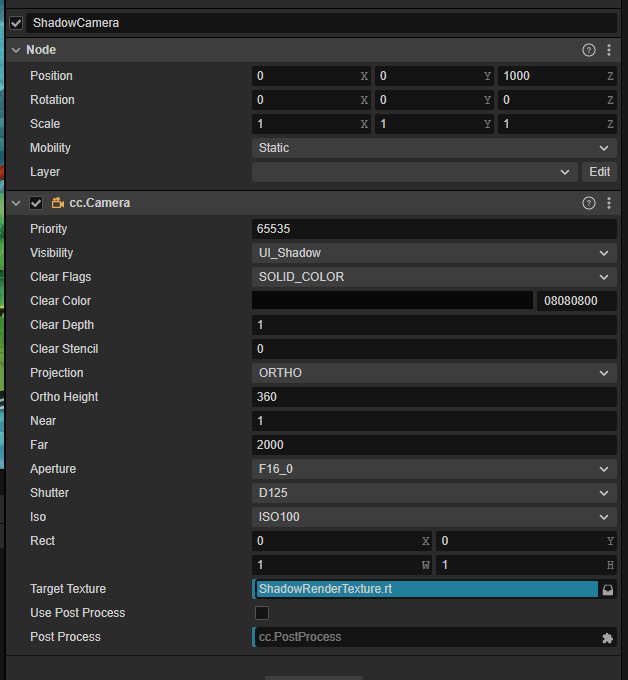 ShadowCamera
Node
Position 0 X 0 Y 1000 Z
Rotation 0 X 0 Y 0 Z
Scale 1 X 1 Y 1 Z
Mobility Static
Layer Edit
cc.Camera
Priority 65535
Visibility UI_Shadow
Clear Flags SOLID_COLOR
Clear Color 08080800
Clear Depth 1
Clear Stencil 0
Projection ORTHO
Ortho Height 360
Near 1
Far 2000
Aperture F16_0
Shutter D125
Iso ISO100
Rect 0 X 0 Y
1 W 1 H
Target Texture ShadowRenderTexture.rt
Use Post Process
Post Process cc.PostProcess